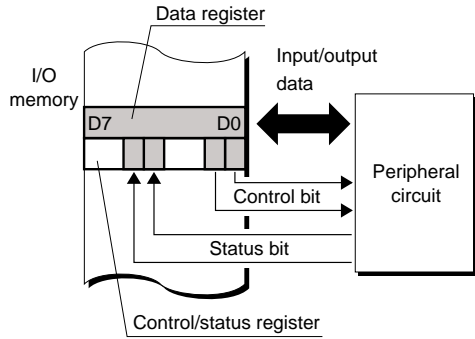 Data register
Input/output
data
I/O
memory
D7 D0
Peripheral
circuit
Control bit
Status bit
Control/status register